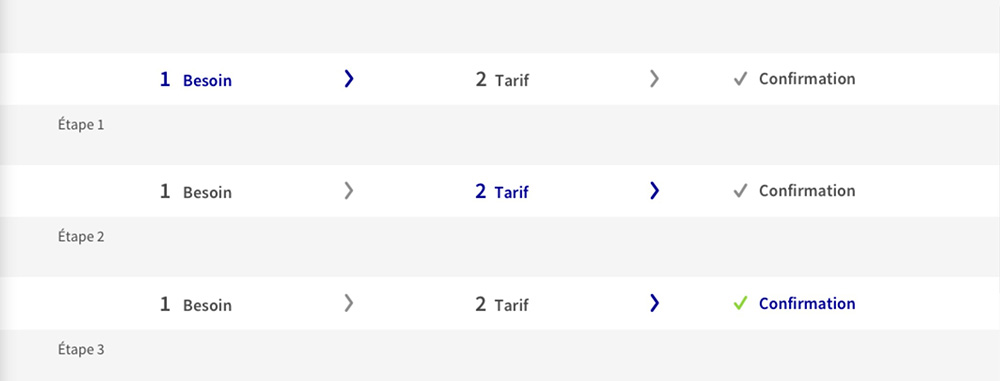 1 Besoin 2 Tarif Confirmation
Étape 1
1 Besoin 2 Tarif Confirmation
Étape 2
1 Besoin 2 Tarif Confirmation
Étape 3